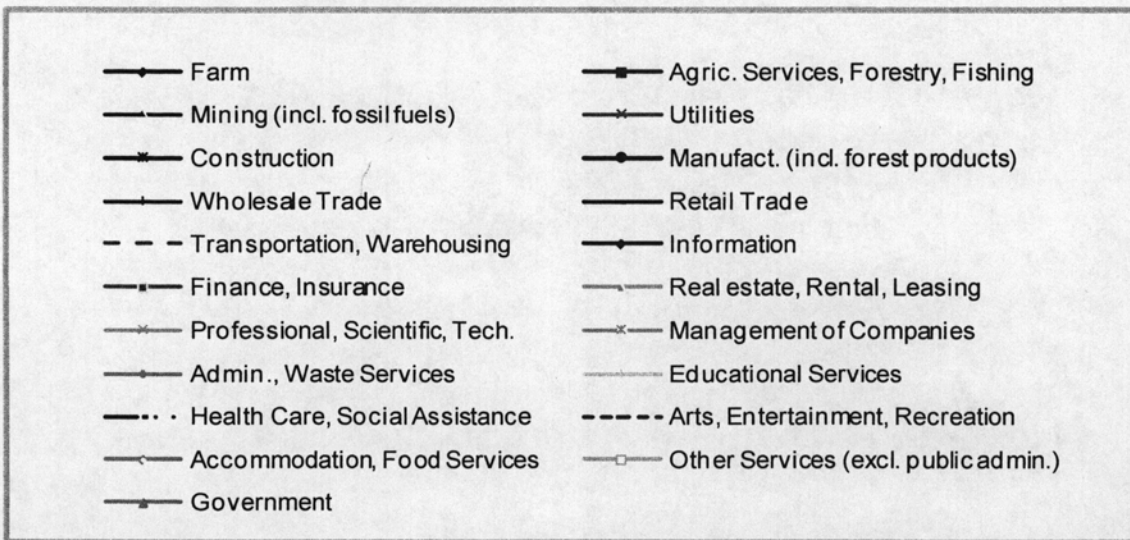 Farm
Agric. Services, Forestry, Fishing
Mining (incl. fossil fuels)
Utilities
Construction
Manufact. (incl. forest products)
Wholesale Trade
Retail Trade
Transportation, Warehousing
Information
Finance, Insurance
Real estate, Rental, Leasing
Professional, Scientific, Tech.
Management of Companies
Admin., Waste Services
Educational Services
Health Care, Social Assistance
Arts, Entertainment, Recreation
Accommodation, Food Services
Other Services (excl. public admin.)
Government